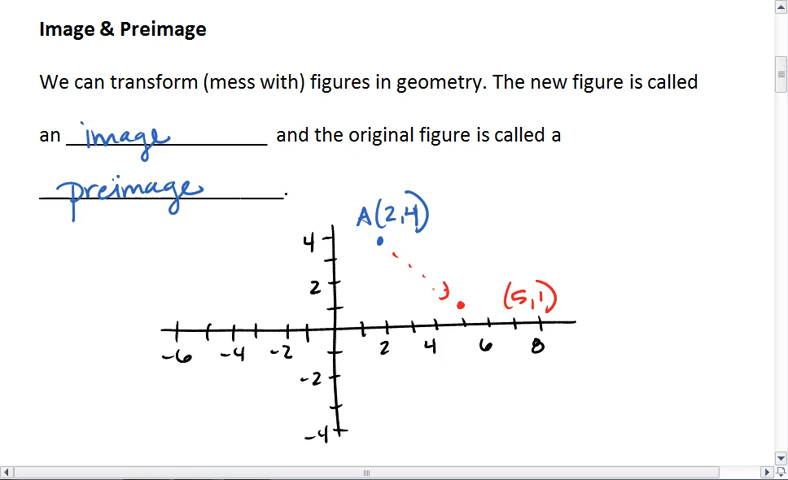 Image & Preimage
We can transform (mess with) figures in geometry. The new figure is called
an image and the original figure is called a
preimage.
A(2,4)
4
2
(5,1)
-6 -4 -2 2 4 6 8
-2
-4